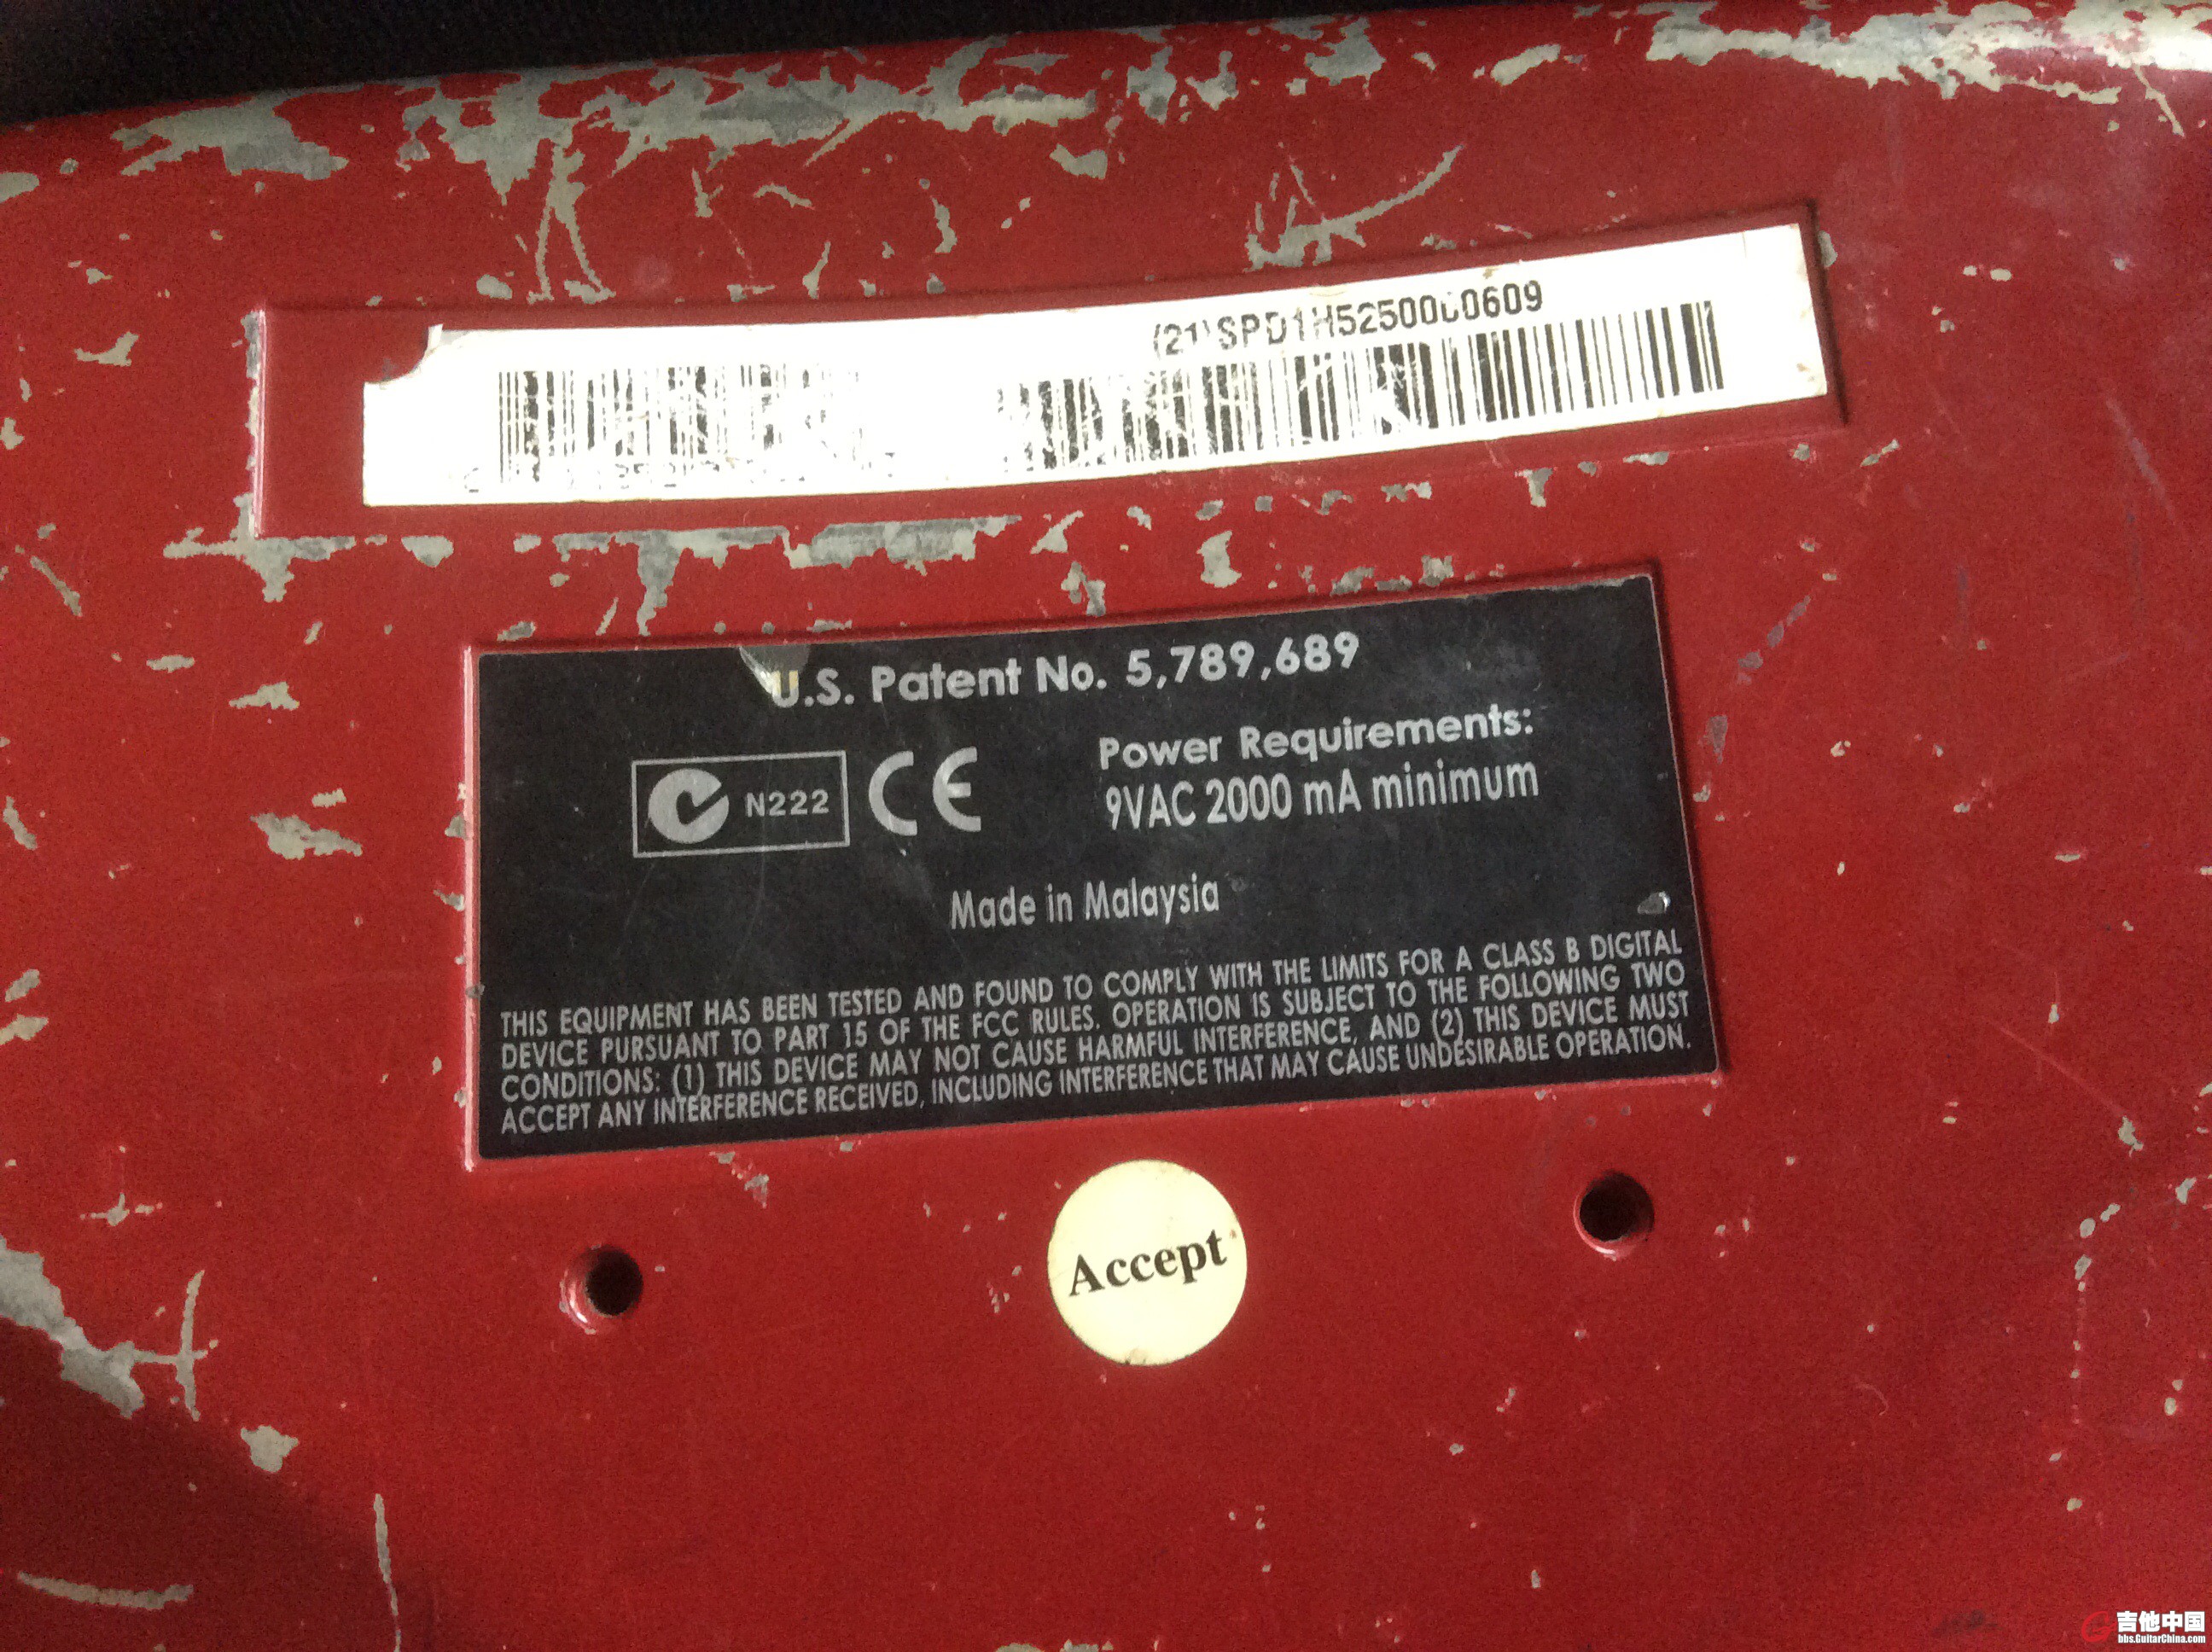 U.S. Patent No. 5,789,689
N222 CE
Power Requirements:
9VAC 2000 mA minimum
Made in Malaysia
THIS EQUIPMENT HAS BEEN TESTED AND FOUND TO COMPLY WITH THE LIMITS FOR A CLASS B DIGITAL
DEVICE PURSUANT TO PART 15 OF THE FCC RULES. OPERATION IS SUBJECT TO THE FOLLOWING TWO
CONDITIONS: (1) THIS DEVICE MAY NOT CAUSE HARMFUL INTERFERENCE, AND (2) THIS DEVICE MUST
ACCEPT ANY INTERFERENCE RECEIVED, INCLUDING INTERFERENCE THAT MAY CAUSE UNDESIRABLE OPERATION.
Accept
吉他中国
bbs.GuitarChina.com